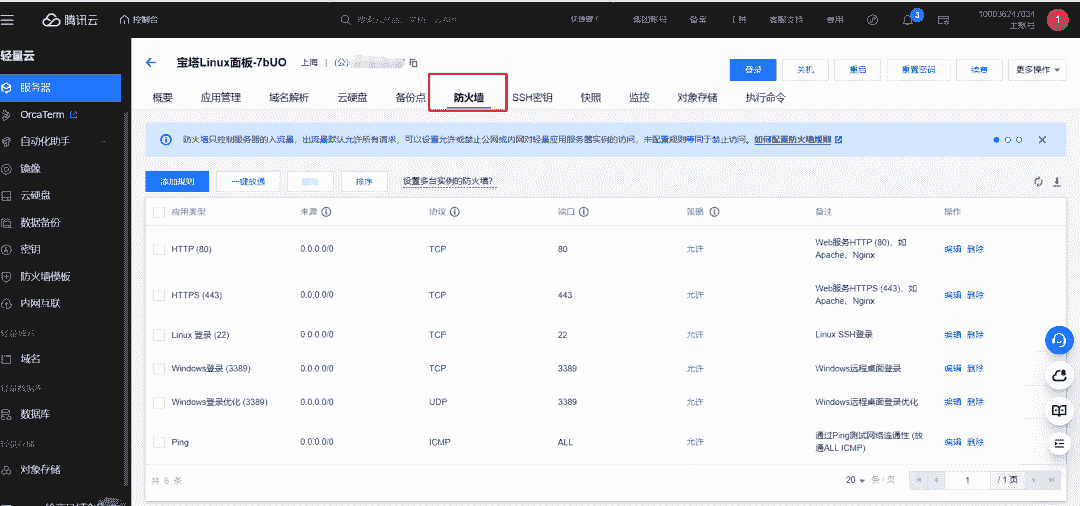 腾讯云
控制台
集团账号
备案
工具
客服支持
费用
3
100036247034
主账号
1
轻量云
服务器
OrcaTerm
自动化助手
镜像
云硬盘
数据备份
密钥
防火墙模板
内网互联
域名
数据库
对象存储
宝塔Linux面板-7bUO
上海
(公)
登录
关机
重启
重置密码
续费
更多操作
概要
应用管理
域名解析
云硬盘
备份点
防火墙
SSH密钥
快照
监控
对象存储
执行命令
防火墙只控制服务器的入流量，出流量默认允许所有请求，可以设置允许或禁止公网或内网对轻量应用服务器实例的访问，未配置规则等同于禁止访问。如何配置防火墙规则
添加规则
一键放通
排序
设置多台实例的防火墙?
应用类型 来源 协议 端口 策略 备注 操作
HTTP (80) 0.0.0.0/0 TCP 80 允许 Web服务HTTP (80)，如 编辑 删除
Apache、Nginx
HTTPS (443) 0.0.0.0/0 TCP 443 允许 Web服务HTTPS (443)，如 编辑 删除
Apache、Nginx
Linux 登录 (22) 0.0.0.0/0 TCP 22 允许 Linux SSH登录 编辑 删除
Windows登录 (3389) 0.0.0.0/0 TCP 3389 允许 Windows远程桌面登录 编辑 删除
Windows登录优化 (3389) 0.0.0.0/0 UDP 3389 允许 Windows远程桌面登录优化 编辑 删除
Ping 0.0.0.0/0 ICMP ALL 允许 通过Ping测试网络连通性 (放 编辑 删除
通ALL ICMP)
共 6 条
20 条 / 页
1
/ 1 页